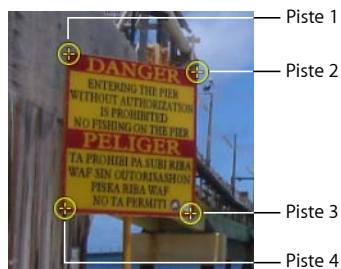 Piste 1
Piste 2
DANGER
ENTERING THE PIER
WITHOUT AUTHORIZATION
IS PROHIBITED
NO FISHING ON THE PIER
PELIGER
TA PROHIBI PA SUBI RIBA
WAF SIN OUTORISASHON
PISKA RIBA WAF
NO TA PERMITI
Piste 3
Piste 4